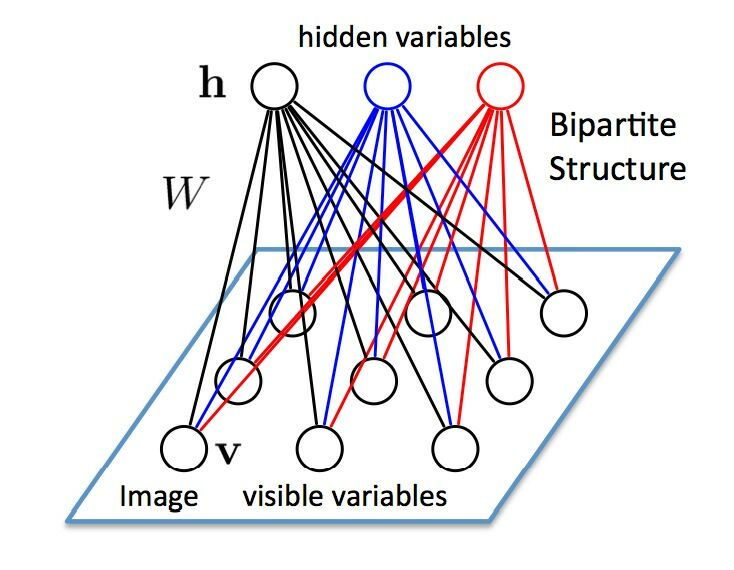 hidden variables
h
Bipartite
Structure
W
v
Image visible variables